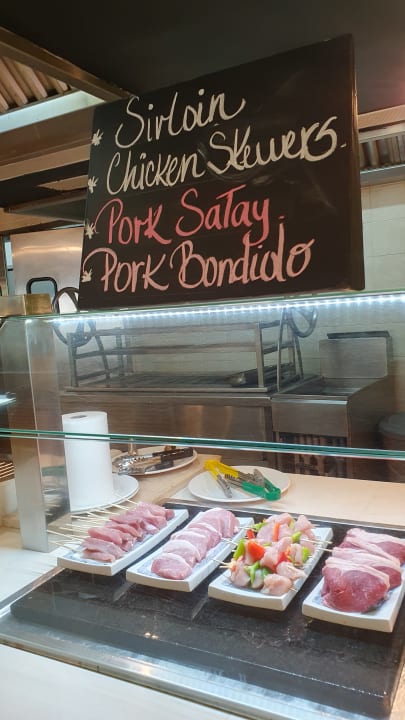 Sirloin
Chicken Skewers.
Pork Satay.
Pork Bondido